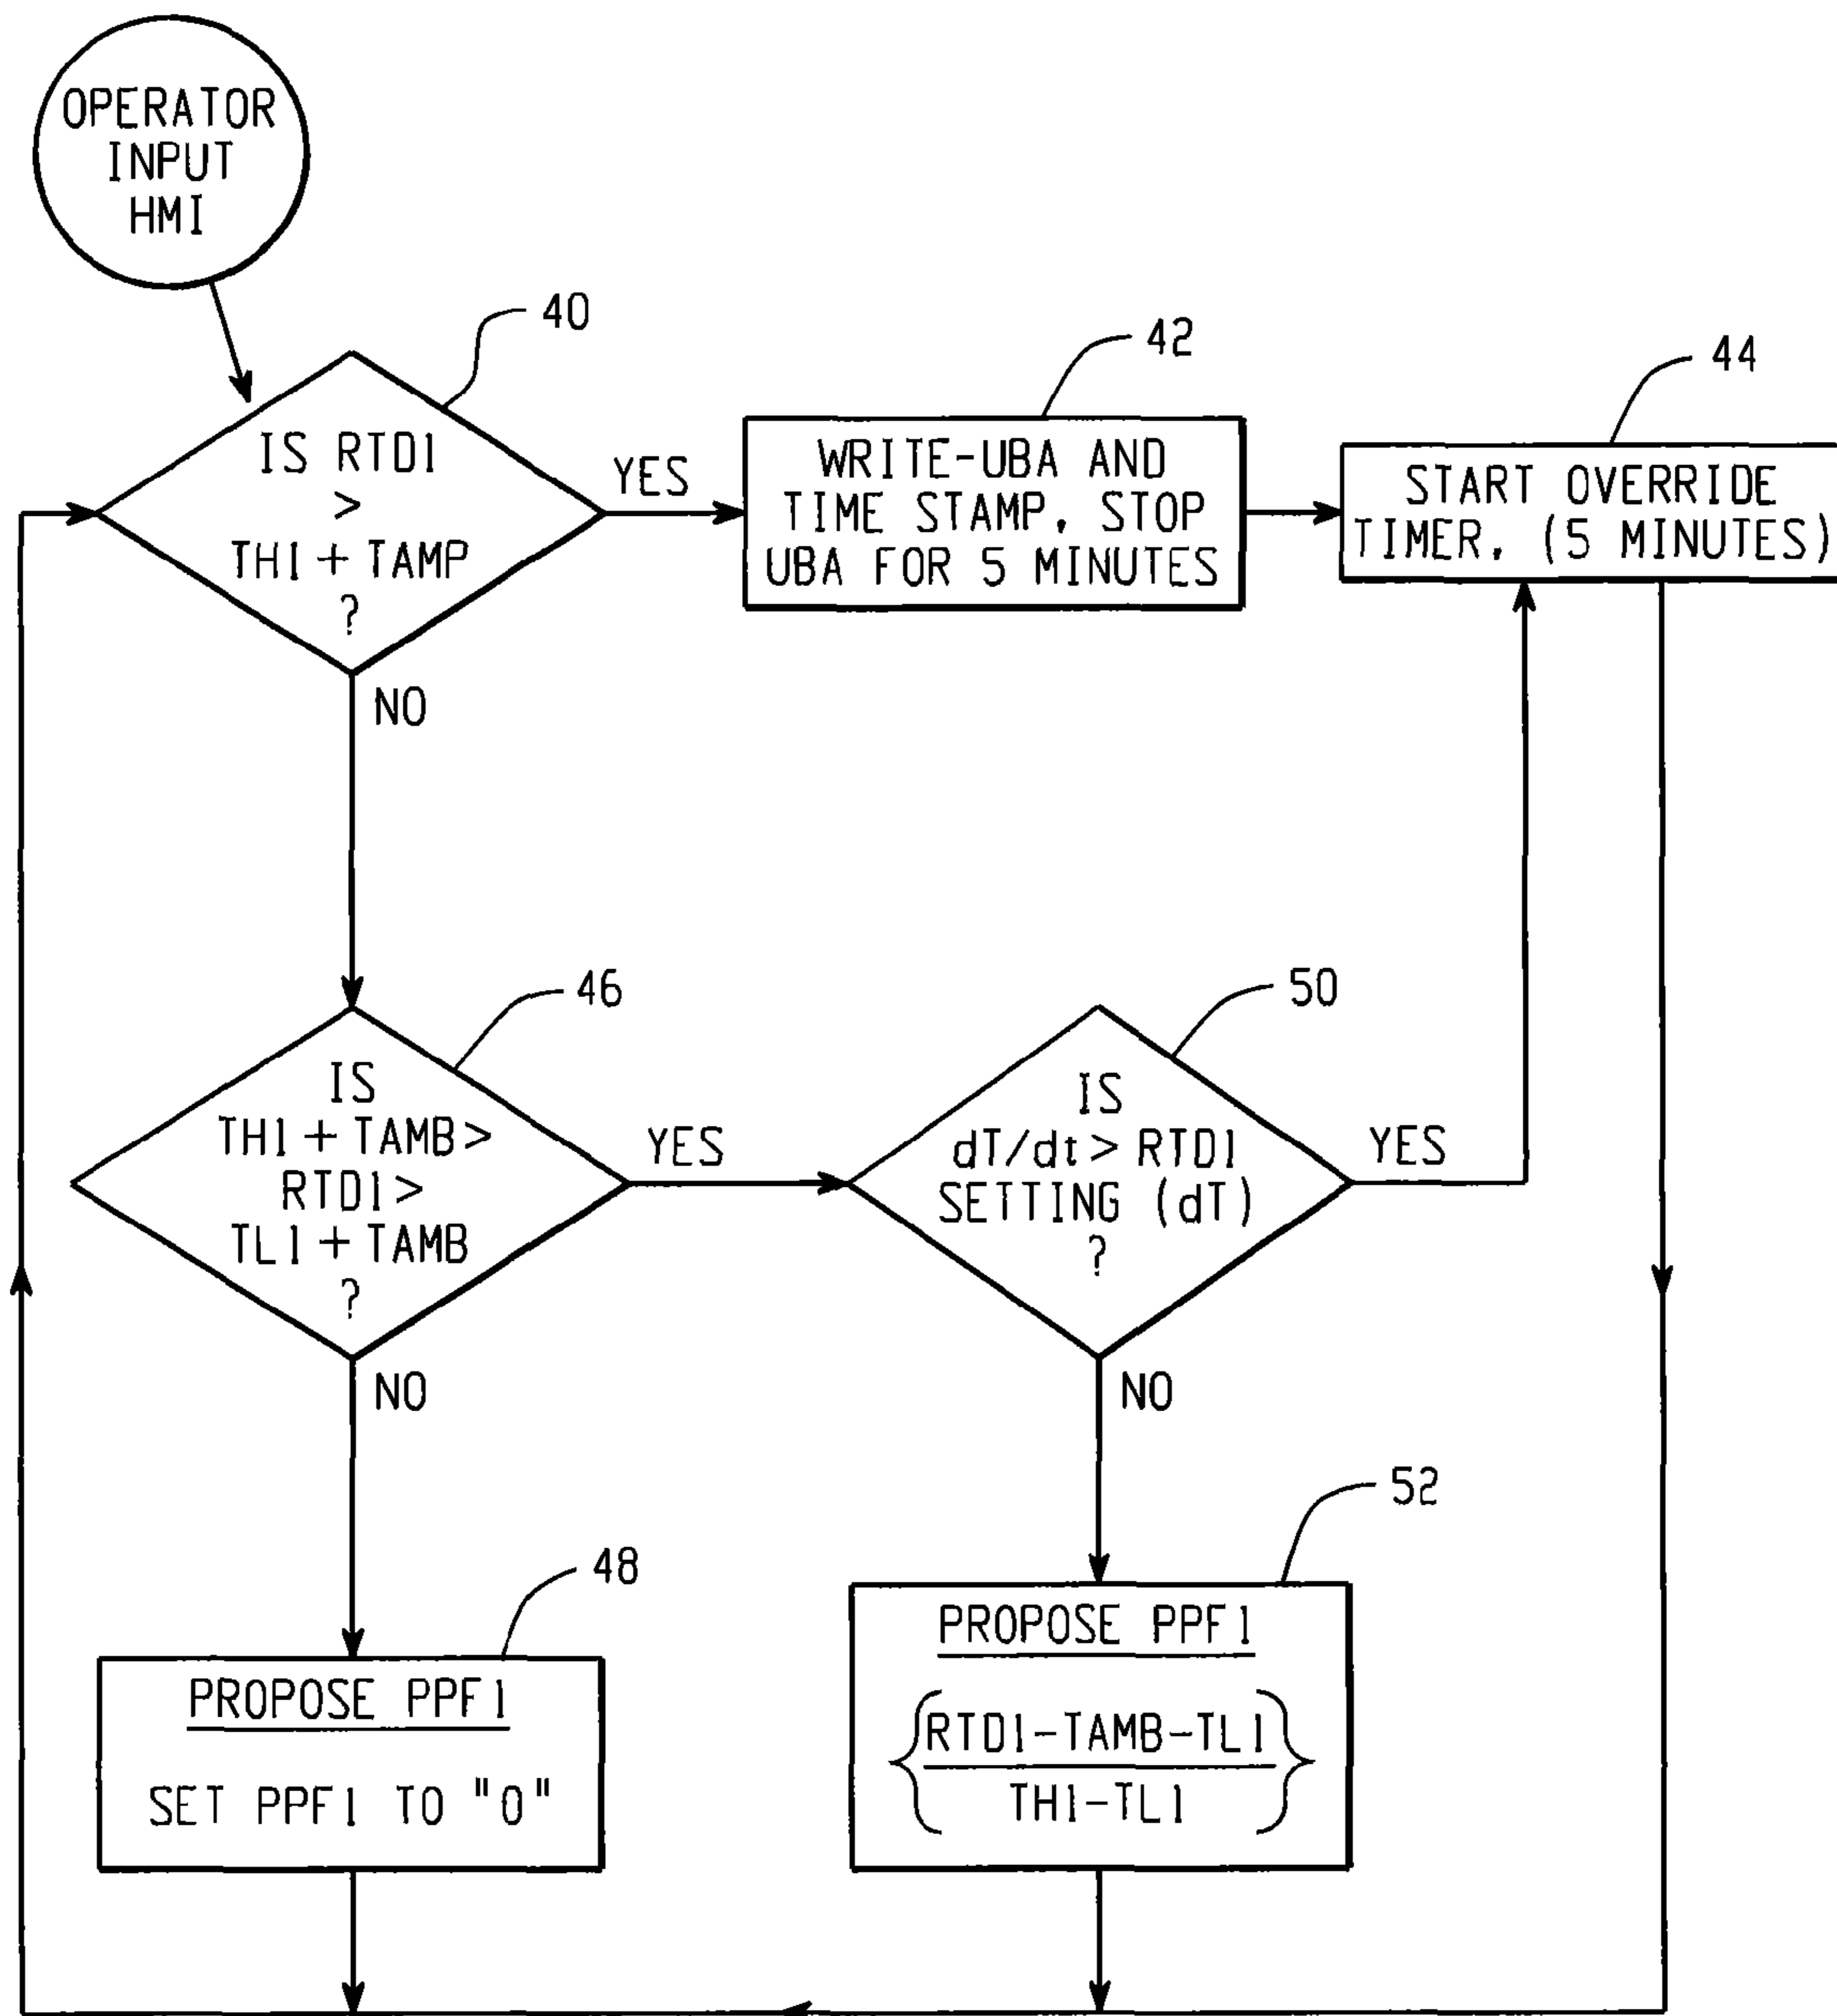 OPERATOR
INPUT
HMI
40
IS RTD1
>
TH1 + TAMP
?
YES
NO
42
WRITE-UBA AND
TIME STAMP, STOP
UBA FOR 5 MINUTES
44
START OVERRIDE
TIMER, (5 MINUTES)
46
IS
TH1 + TAMB >
RTD1 >
TL1 + TAMB
?
YES
NO
50
IS
dT/dt > RTD1
SETTING (dT)
?
YES
NO
48
PROPOSE PPF1
SET PPF1 TO "0"
52
PROPOSE PPF1
{RTD1-TAMB-TL1
TH1-TL1}